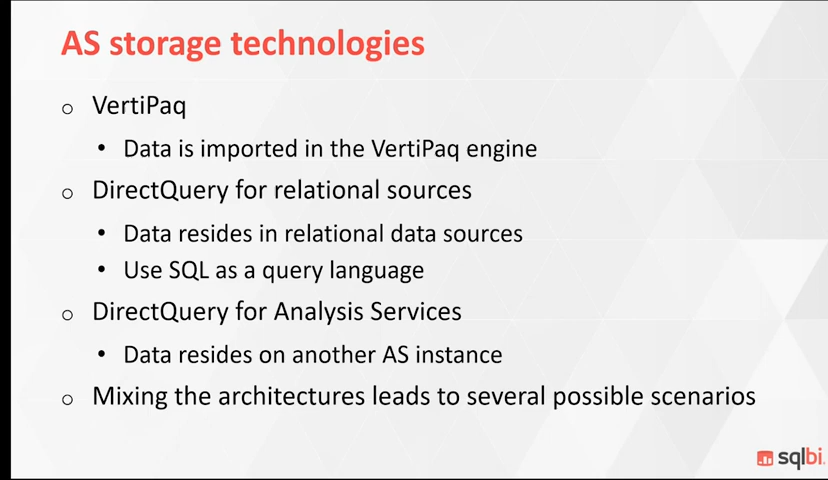 AS storage technologies
o VertiPaq
• Data is imported in the VertiPaq engine
o DirectQuery for relational sources
• Data resides in relational data sources
• Use SQL as a query language
o DirectQuery for Analysis Services
• Data resides on another AS instance
o Mixing the architectures leads to several possible scenarios
sqlbi.